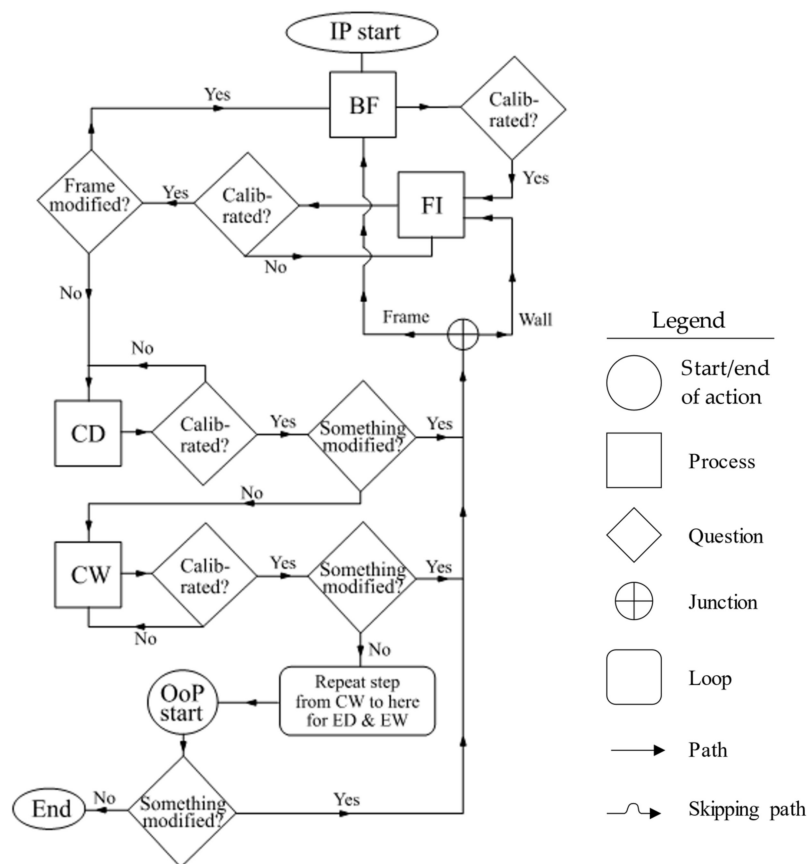 IP start
Yes
BF
Calib-
rated?
Yes
Frame
modified?
Yes
Calib-
rated?
FI
No
No
Frame
Wall
No
CD
Calib-
rated?
Yes
Something
modified?
Yes
No
CW
Calib-
rated?
Yes
Something
modified?
Yes
No
No
OoP
start
Repeat step
from CW to here
for ED & EW
End
No
Something
modified?
Yes
Legend
Start/end
of action
Process
Question
Junction
Loop
Path
Skipping path